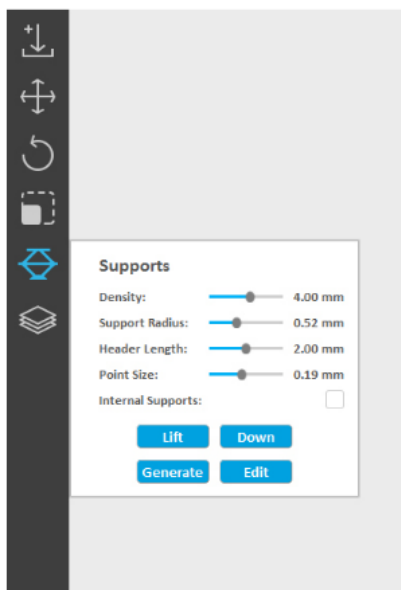 Supports
Density: 4.00 mm
Support Radius: 0.52 mm
Header Length: 2.00 mm
Point Size: 0.19 mm
Internal Supports:
Lift Down
Generate Edit